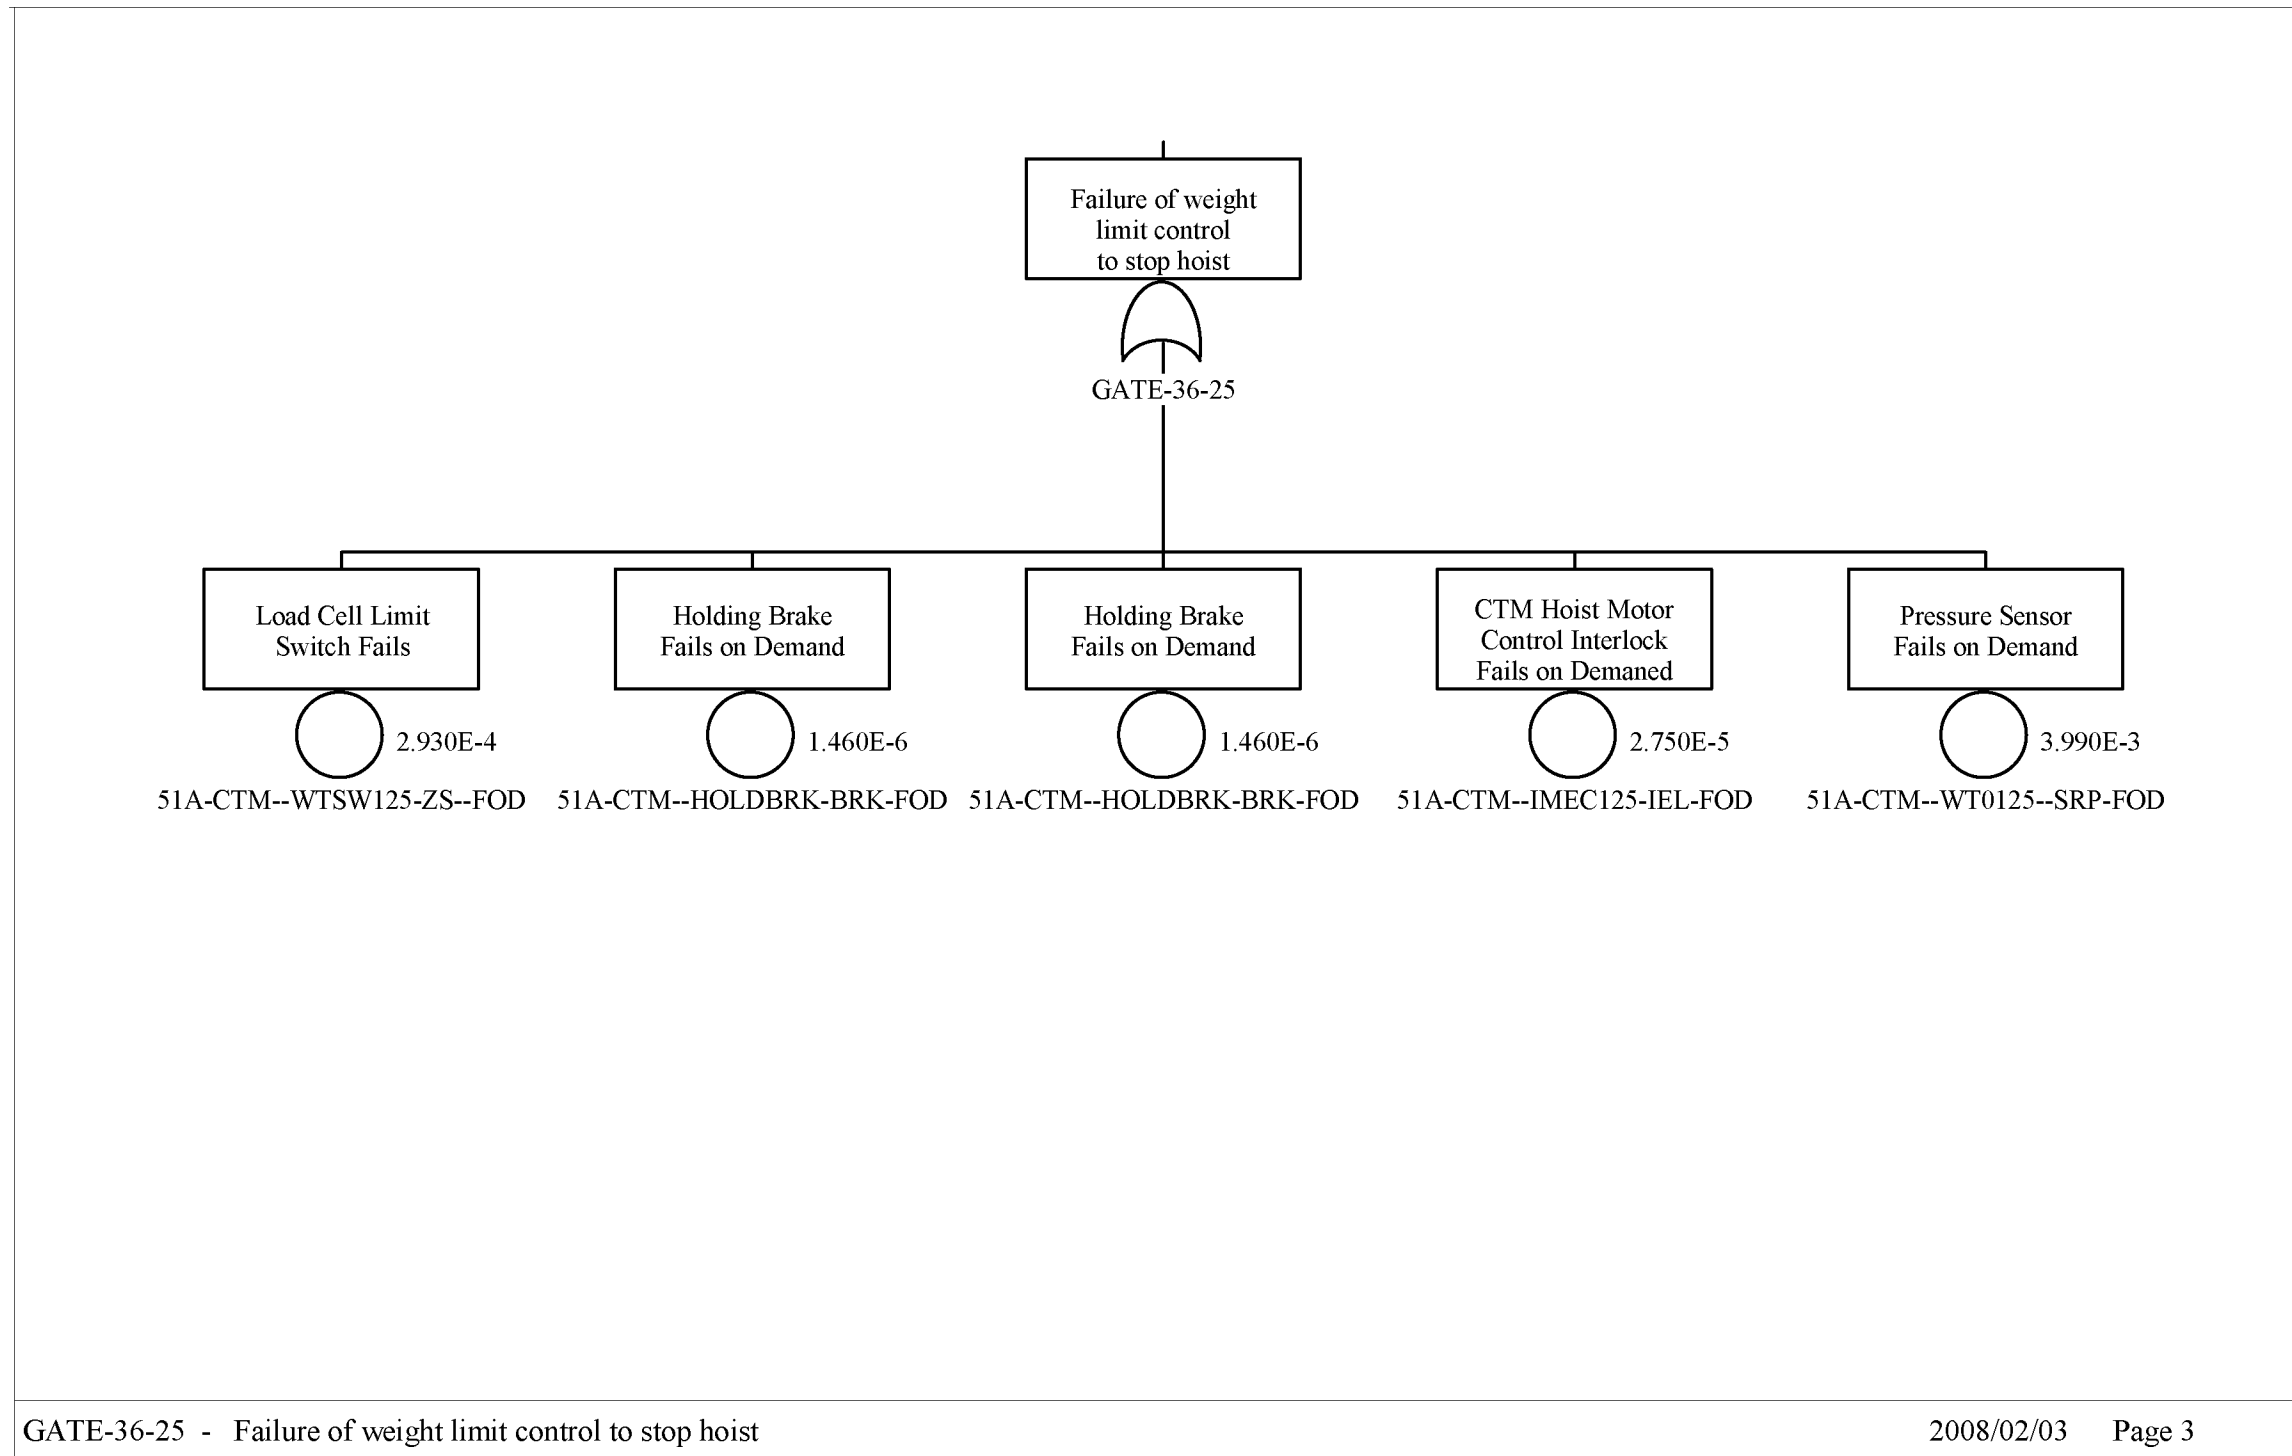 Failure of weight
limit control
to stop hoist
GATE-36-25
Load Cell Limit
Switch Fails
2.930E-4
51A-CTM--WTSW125-ZS--FOD
Holding Brake
Fails on Demand
1.460E-6
51A-CTM--HOLDBRK-BRK-FOD
Holding Brake
Fails on Demand
1.460E-6
51A-CTM--HOLDBRK-BRK-FOD
CTM Hoist Motor
Control Interlock
Fails on Demaned
2.750E-5
51A-CTM--IMEC125-IEL-FOD
Pressure Sensor
Fails on Demand
3.990E-3
51A-CTM--WT0125--SRP-FOD
GATE-36-25 - Failure of weight limit control to stop hoist
2008/02/03 Page 3